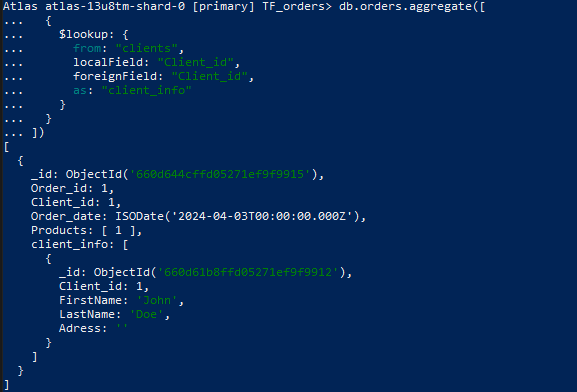 Atlas atlas-13u8tm-shard-0 [primary] TF_orders> db.orders.aggregate([
...   {
...     $lookup: {
...       from: "clients",
...       localField: "Client_id",
...       foreignField: "Client_id",
...       as: "client_info"
...     }
...   }
... ])
[
  {
    _id: ObjectId('660d644cffd05271ef9f9915'),
    Order_id: 1,
    Client_id: 1,
    Order_date: ISODate('2024-04-03T00:00:00.000Z'),
    Products: [ 1 ],
    client_info: [
      {
        _id: ObjectId('660d61b8ffd05271ef9f9912'),
        Client_id: 1,
        FirstName: 'John',
        LastName: 'Doe',
        Adress: ''
      }
    ]
  }
]